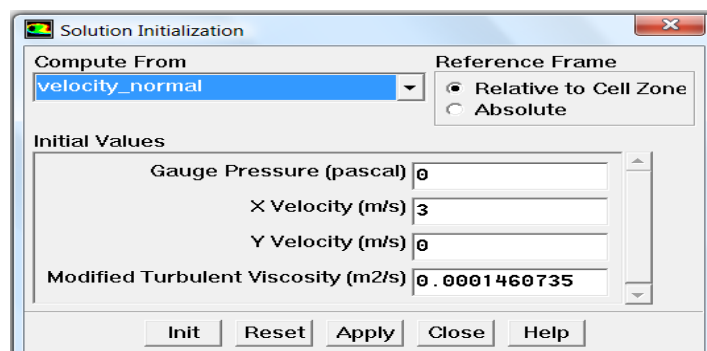 Solution Initialization
Compute From
velocity_normal
Reference Frame
Relative to Cell Zone
Absolute
Initial Values
Gauge Pressure (pascal) 0
X Velocity (m/s) 3
Y Velocity (m/s) 0
Modified Turbulent Viscosity (m2/s) 0.0001460735
Init Reset Apply Close Help